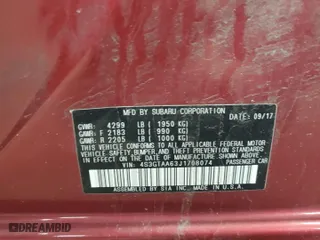 MFD BY SUBARU CORPORATION 09/17
GVWR: 4299 LB ( 1950 KG)
GAWR: F 2183 LB ( 990 KG)
GAWR: R 2205 LB ( 1000 KG)
THIS VEHICLE CONFORMS TO ALL APPLICABLE FEDERAL MOTOR
VEHICLE SAFETY, BUMPER, AND THEFT PREVENTION STANDARDS
IN EFFECT ON THE DATE OF MANUFACTURE SHOWN ABOVE.
VIN: 4S3GTAA63J1708074 PASSENGER CAR
ASSEMBLED BY SIA INC. MADE IN U.S.A.
DREAM BID